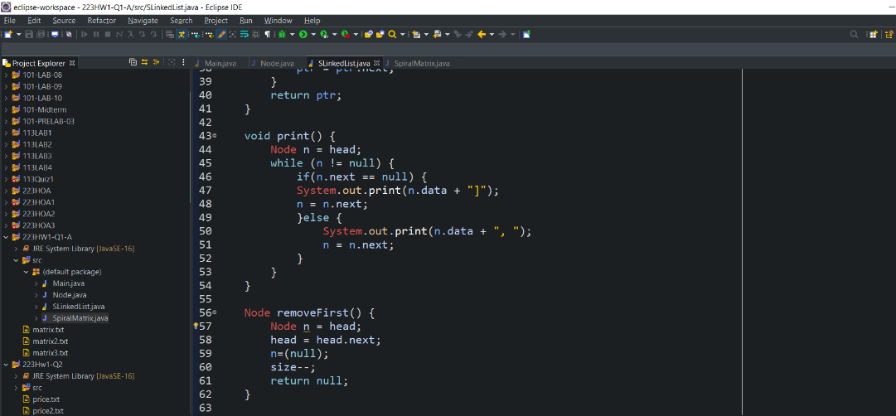 eclipse-workspace - 223HW1-Q1-A/src/SLinkedList.java - Eclipse IDE
File Edit Source Refactor Navigate Search Project Run Window Help
Project Explorer
Main.java Node.java SLinkedList.java SpiralMatrix.java
101-LAB-08
101-LAB-09
101-LAB-10
101-Midterm
101-PRELAB-03
113LAB1
113LAB2
113LAB3
113LAB4
113Quiz1
223HOA
223HOA1
223HOA2
223HOA3
223HW1-Q1-A
JRE System Library [JavaSE-16]
src
(default package)
Main.java
Node.java
SLinkedList.java
SpiralMatrix.java
matrix.txt
matrix2.txt
matrix3.txt
223Hw1-Q2
JRE System Library [JavaSE-16]
src
price.txt
price2.txt
38 ptr = ptr.next;
39 }
40 return ptr;
41 }
42
43 void print() {
44 Node n = head;
45 while (n != null) {
46 if(n.next == null) {
47 System.out.print(n.data + "]");
48 n = n.next;
49 }else {
50 System.out.print(n.data + ", ");
51 n = n.next;
52 }
53 }
54 }
55
56 Node removeFirst() {
57 Node n = head;
58 head = head.next;
59 n=(null);
60 size--;
61 return null;
62 }
63